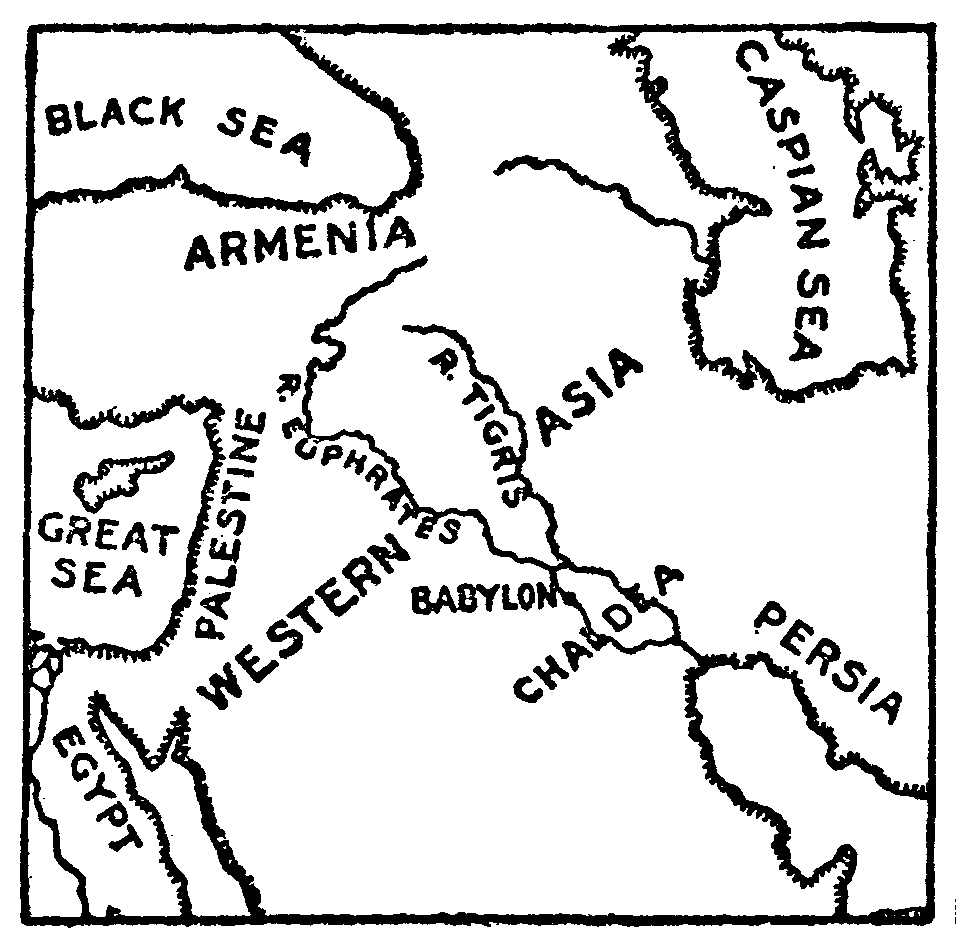 BLACK SEA
CASPIAN SEA
ARMENIA
R. TIGRIS
ASIA
R. EUPHRATES
PALESTINE
GREAT
SEA
WESTERN
BABYLON
CHALDEA
PERSIA
EGYPT